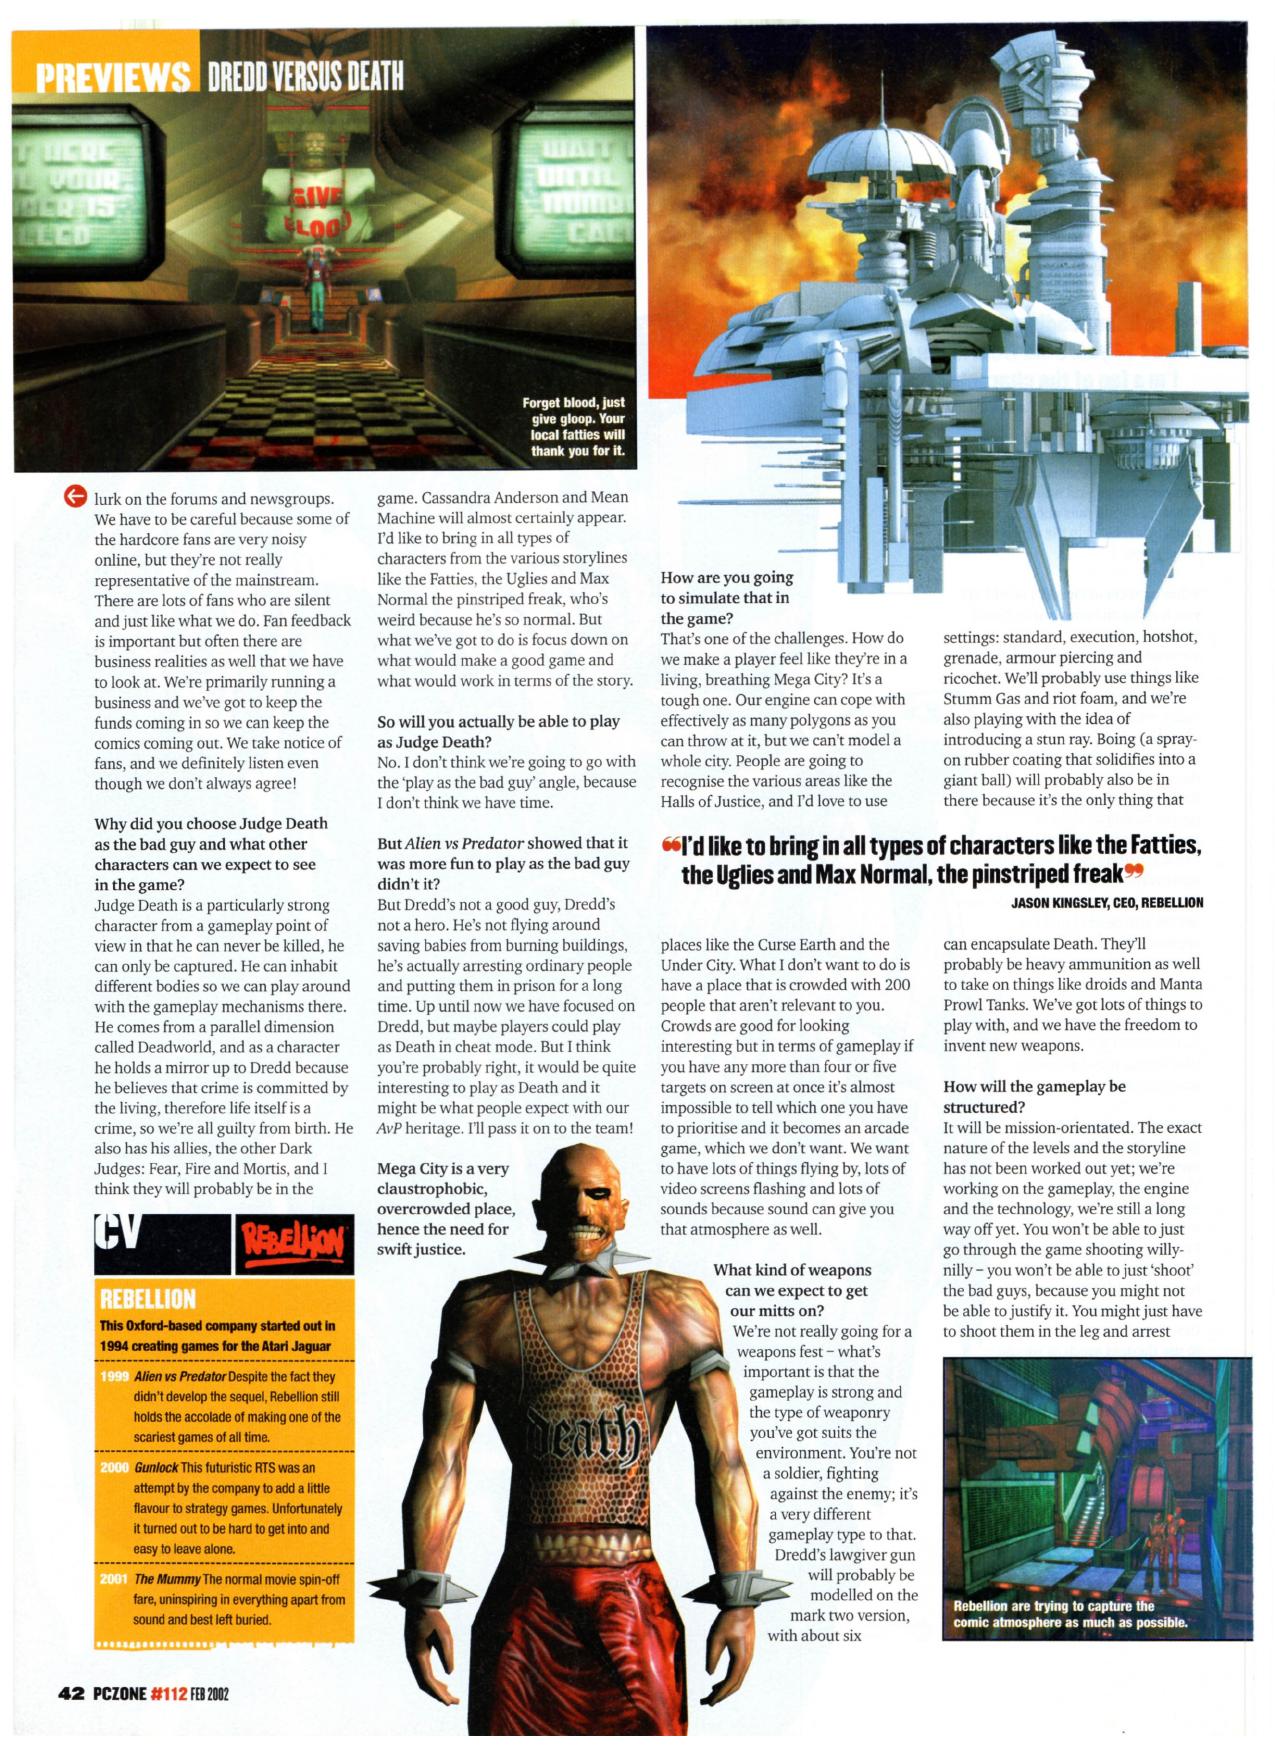 PREVIEWS DREDD VERSUS DEATH
T HERE
L YOUR
BER IS
LLED
GIVE
BLOOD
WAIT
UNTIL
NUMB
CALL
Forget blood, just
give gloop. Your
local fatties will
thank you for it.
lurk on the forums and newsgroups.
We have to be careful because some of
the hardcore fans are very noisy
online, but they're not really
representative of the mainstream.
There are lots of fans who are silent
and just like what we do. Fan feedback
is important but often there are
business realities as well that we have
to look at. We're primarily running a
business and we've got to keep the
funds coming in so we can keep the
comics coming out. We take notice of
fans, and we definitely listen even
though we don't always agree!
Why did you choose Judge Death
as the bad guy and what other
characters can we expect to see
in the game?
Judge Death is a particularly strong
character from a gameplay point of
view in that he can never be killed, he
can only be captured. He can inhabit
different bodies so we can play around
with the gameplay mechanisms there.
He comes from a parallel dimension
called Deadworld, and as a character
he holds a mirror up to Dredd because
he believes that crime is committed by
the living, therefore life itself is a
crime, so we're all guilty from birth. He
also has his allies, the other Dark
Judges: Fear, Fire and Mortis, and I
think they will probably be in the
game. Cassandra Anderson and Mean
Machine will almost certainly appear.
I'd like to bring in all types of
characters from the various storylines
like the Fatties, the Uglies and Max
Normal the pinstriped freak, who's
weird because he's so normal. But
what we've got to do is focus down on
what would make a good game and
what would work in terms of the story.
So will you actually be able to play
as Judge Death?
No. I don't think we're going to go with
the 'play as the bad guy' angle, because
I don't think we have time.
But Alien vs Predator showed that it
was more fun to play as the bad guy
didn't it?
But Dredd's not a good guy, Dredd's
not a hero. He's not flying around
saving babies from burning buildings,
he's actually arresting ordinary people
and putting them in prison for a long
time. Up until now we have focused on
Dredd, but maybe players could play
as Death in cheat mode. But I think
you're probably right, it would be quite
interesting to play as Death and it
might be what people expect with our
AvP heritage. I'll pass it on to the team!
Mega City is a very
claustrophobic,
overcrowded place,
hence the need for
swift justice.
How are you going
to simulate that in
the game?
That's one of the challenges. How do
we make a player feel like they're in a
living, breathing Mega City? It's a
tough one. Our engine can cope with
effectively as many polygons as you
can throw at it, but we can't model a
whole city. People are going to
recognise the various areas like the
Halls of Justice, and I'd love to use
places like the Curse Earth and the
Under City. What I don't want to do is
have a place that is crowded with 200
people that aren't relevant to you.
Crowds are good for looking
interesting but in terms of gameplay if
you have any more than four or five
targets on screen at once it's almost
impossible to tell which one you have
to prioritise and it becomes an arcade
game, which we don't want. We want
to have lots of things flying by, lots of
video screens flashing and lots of
sounds because sound can give you
that atmosphere as well.
What kind of weapons
can we expect to get
our mitts on?
We're not really going for a
weapons fest – what's
important is that the
gameplay is strong and
the type of weaponry
you've got suits the
environment. You're not
a soldier, fighting
against the enemy; it's
a very different
gameplay type to that.
Dredd's lawgiver gun
will probably be
modelled on the
mark two version,
with about six
settings: standard, execution, hotshot,
grenade, armour piercing and
ricochet. We'll probably use things like
Stumm Gas and riot foam, and we're
also playing with the idea of
introducing a stun ray. Boing (a spray-
on rubber coating that solidifies into a
giant ball) will probably also be in
there because it's the only thing that
can encapsulate Death. They'll
probably be heavy ammunition as well
to take on things like droids and Manta
Prowl Tanks. We've got lots of things to
play with, and we have the freedom to
invent new weapons.
How will the gameplay be
structured?
It will be mission-orientated. The exact
nature of the levels and the storyline
has not been worked out yet; we're
working on the gameplay, the engine
and the technology, we're still a long
way off yet. You won't be able to just
go through the game shooting willy-
nilly – you won't be able to just 'shoot'
the bad guys, because you might not
be able to justify it. You might just have
to shoot them in the leg and arrest
“I'd like to bring in all types of characters like the Fatties,
the Uglies and Max Normal, the pinstriped freak”
JASON KINGSLEY, CEO, REBELLION
CV
REBELLION
REBELLION
This Oxford-based company started out in
1994 creating games for the Atari Jaguar
1999 Alien vs Predator Despite the fact they
didn't develop the sequel, Rebellion still
holds the accolade of making one of the
scariest games of all time.
2000 Gunlock This futuristic RTS was an
attempt by the company to add a little
flavour to strategy games. Unfortunately
it turned out to be hard to get into and
easy to leave alone.
2001 The Mummy The normal movie spin-off
fare, uninspiring in everything apart from
sound and best left buried.
death
Rebellion are trying to capture the
comic atmosphere as much as possible.
42 PCZONE #112 FEB 2002